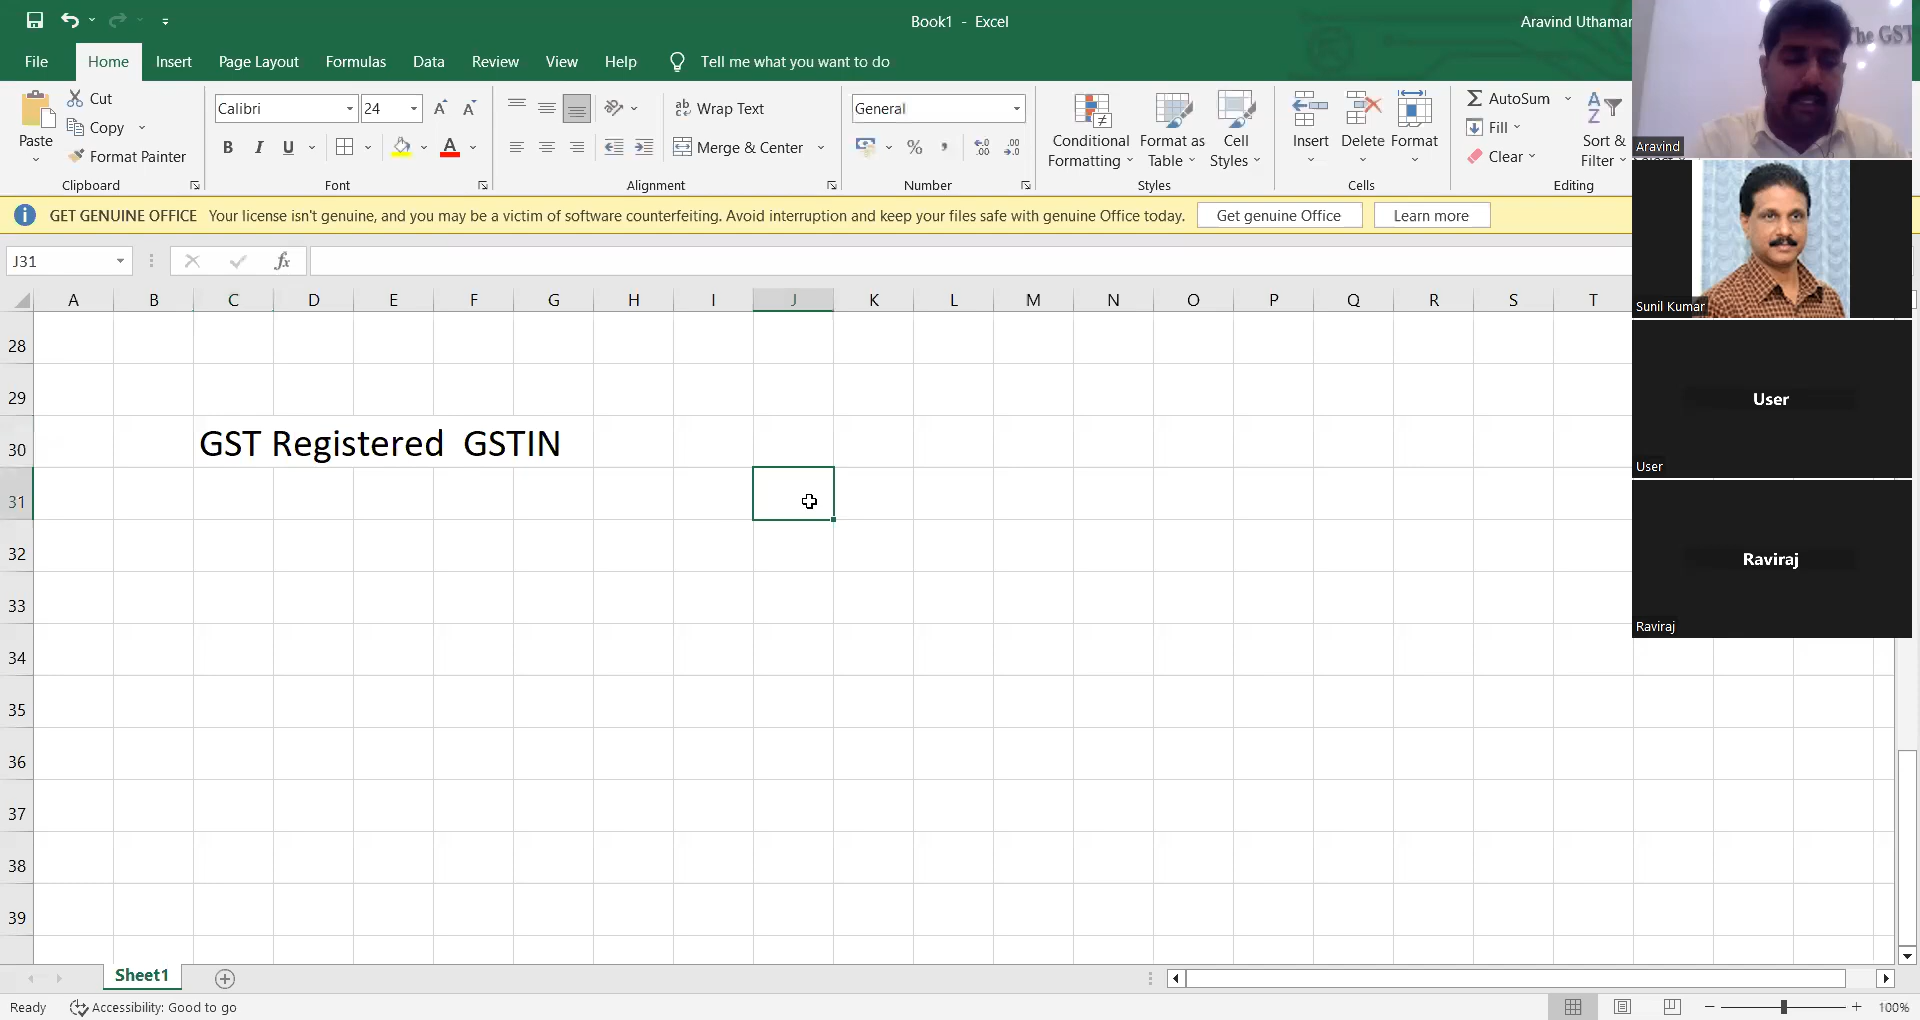 Book1 - Excel
Aravind Uthaman
The GST
File Home Insert Page Layout Formulas Data Review View Help Tell me what you want to do
Paste
Cut
Copy
Format Painter
Clipboard
Calibri 24
B I U
Font
Wrap Text
Merge & Center
Alignment
General
Number
Conditional Formatting
Format as Table
Cell Styles
Styles
Insert Delete Format
Cells
AutoSum
Fill
Clear
Sort & Filter
Editing
GET GENUINE OFFICE Your license isn't genuine, and you may be a victim of software counterfeiting. Avoid interruption and keep your files safe with genuine Office today. Get genuine Office Learn more
J31
fx
A B C D E F G H I J K L M N O P Q R S T
28
29
30 GST Registered GSTIN
31
32
33
34
35
36
37
38
39
Aravind
Sunil Kumar
User
User
Raviraj
Raviraj
Sheet1
Ready Accessibility: Good to go
100%